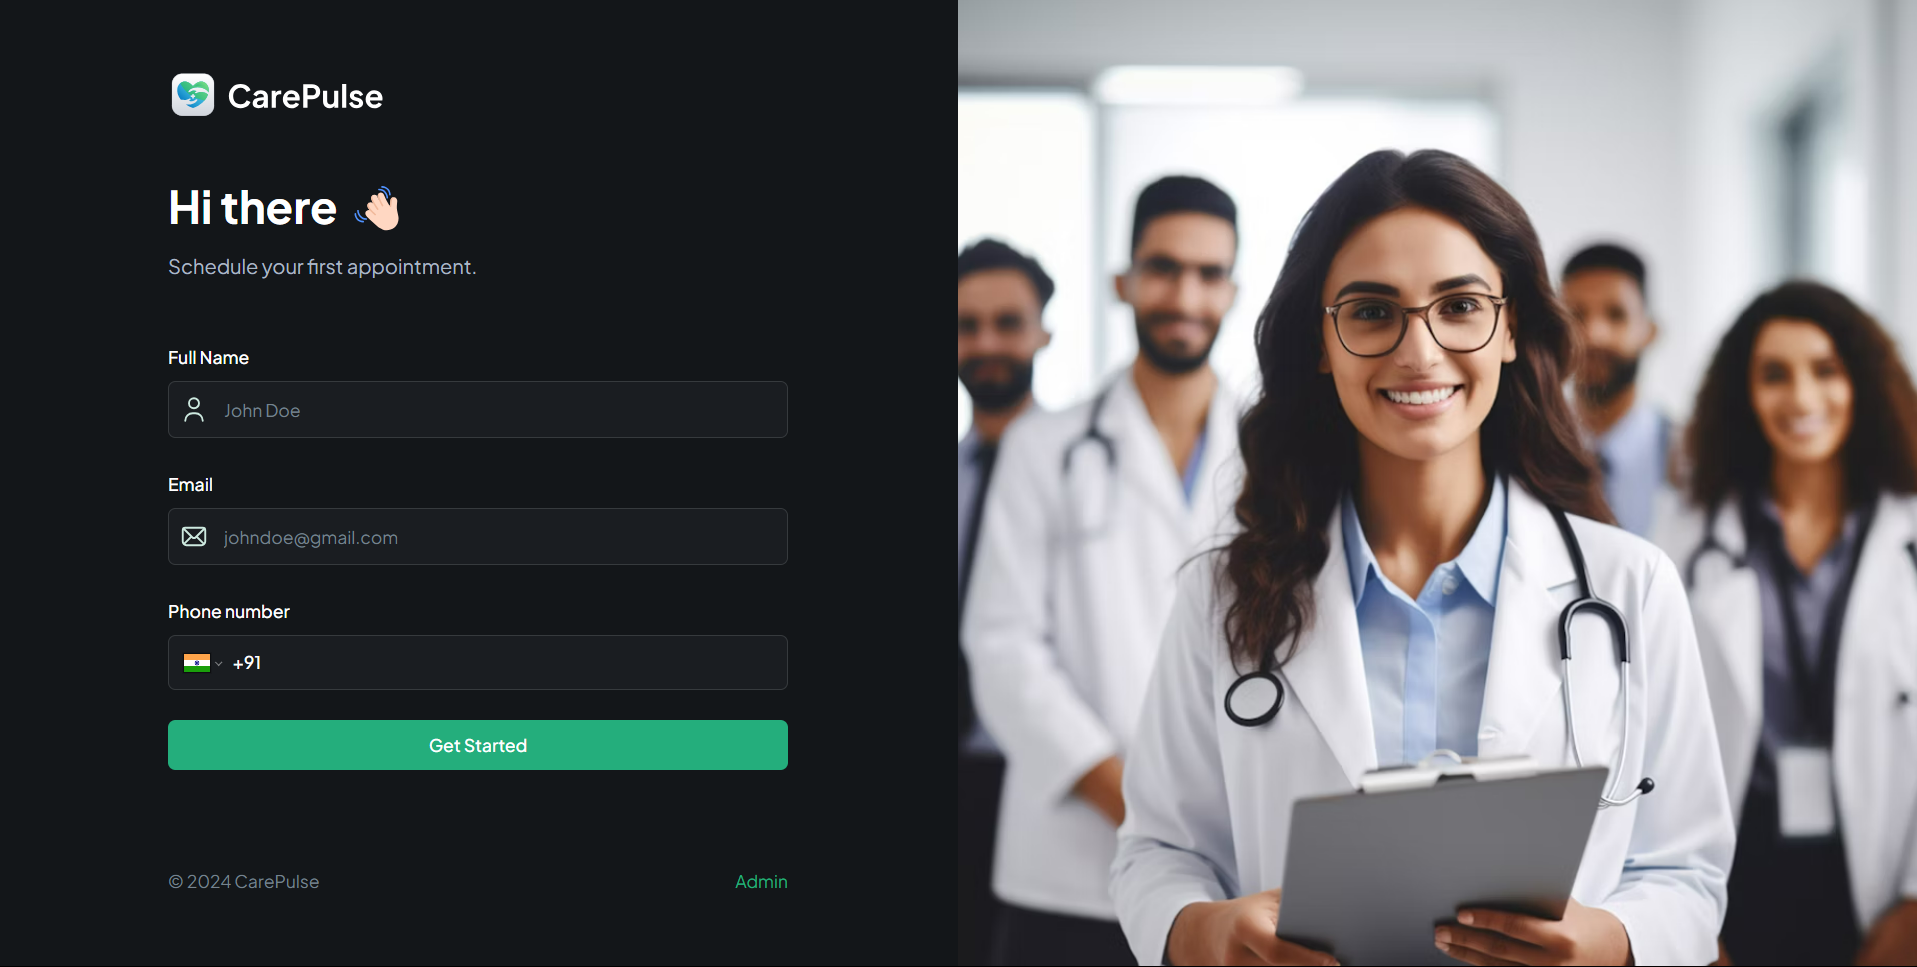 CarePulse
Hi there
Schedule your first appointment.
Full Name
John Doe
Email
johndoe@gmail.com
Phone number
+91
Get Started
© 2024 CarePulse
Admin